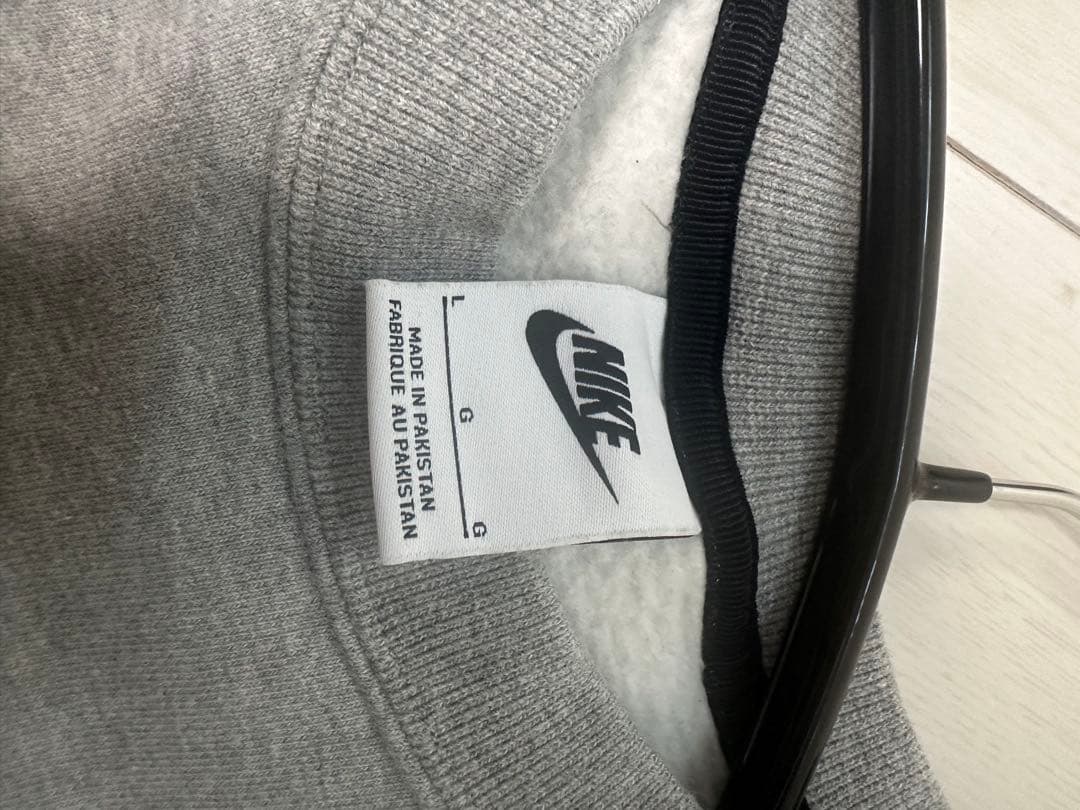 NIKE
L G G
MADE IN PAKISTAN
FABRIQUE AU PAKISTAN